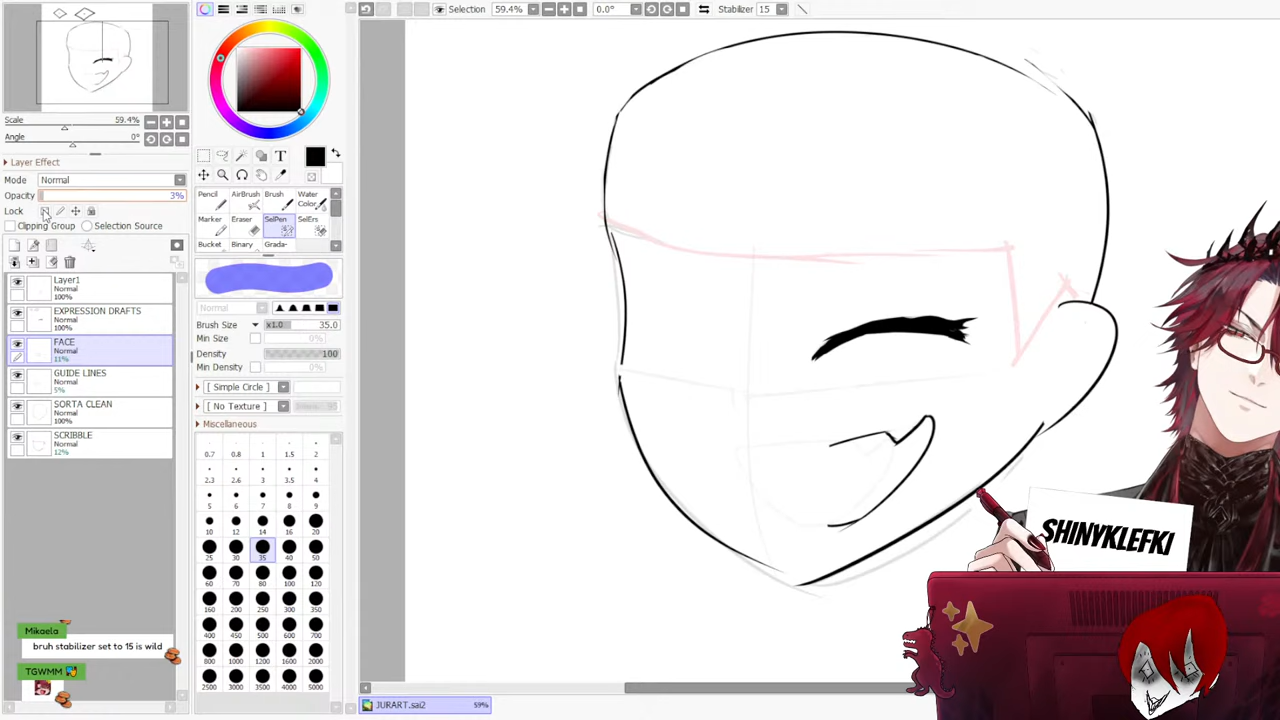 Selection 59.4% 0.0° Stabilizer 15
Scale 59.4%
Angle 0°
Layer Effect
Mode Normal
Opacity 3%
Lock
Clipping Group Selection Source
Layer1
Normal
100%
EXPRESSION DRAFTS
Normal
100%
FACE
Normal
11%
GUIDE LINES
Normal
5%
SORTA CLEAN
Normal
100%
SCRIBBLE
Normal
12%
T
Pencil AirBrush Brush Water
Color
Marker Eraser SelPen SelErs
Bucket Binary Grada-
Normal
Brush Size x1.0 35.0
Min Size 0%
Density 100
Min Density 0%
[ Simple Circle ]
[ No Texture ]
Miscellaneous
0.7 0.8 1 1.5 2
2.3 2.6 3 3.5 4
5 6 7 8 9
10 12 14 16 20
25 30 35 40 50
60 70 80 100 120
160 200 250 300 350
400 450 500 600 700
800 1000 1200 1600 2000
2500 3000 3500 4000 5000
Mikaela
bruh stabilizer set to 15 is wild
TGWMM
JURART.sai2 59%
SHINYKLEFKI